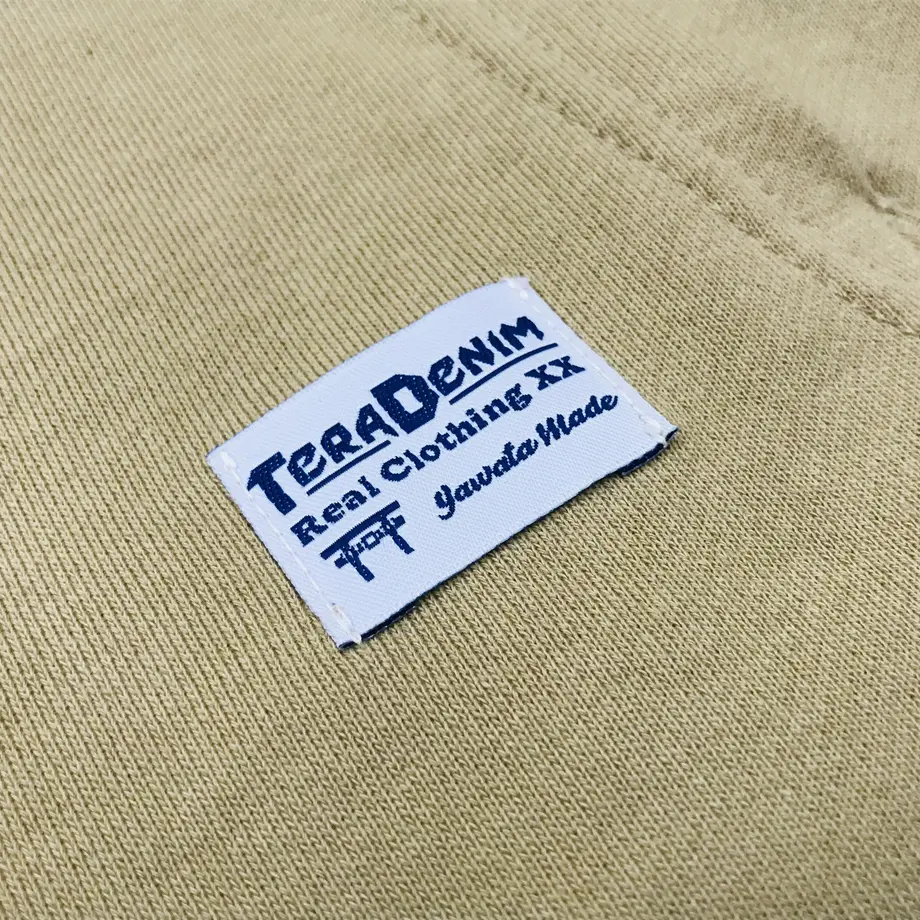 TERADENIM
Real Clothing XX
Yawata Made